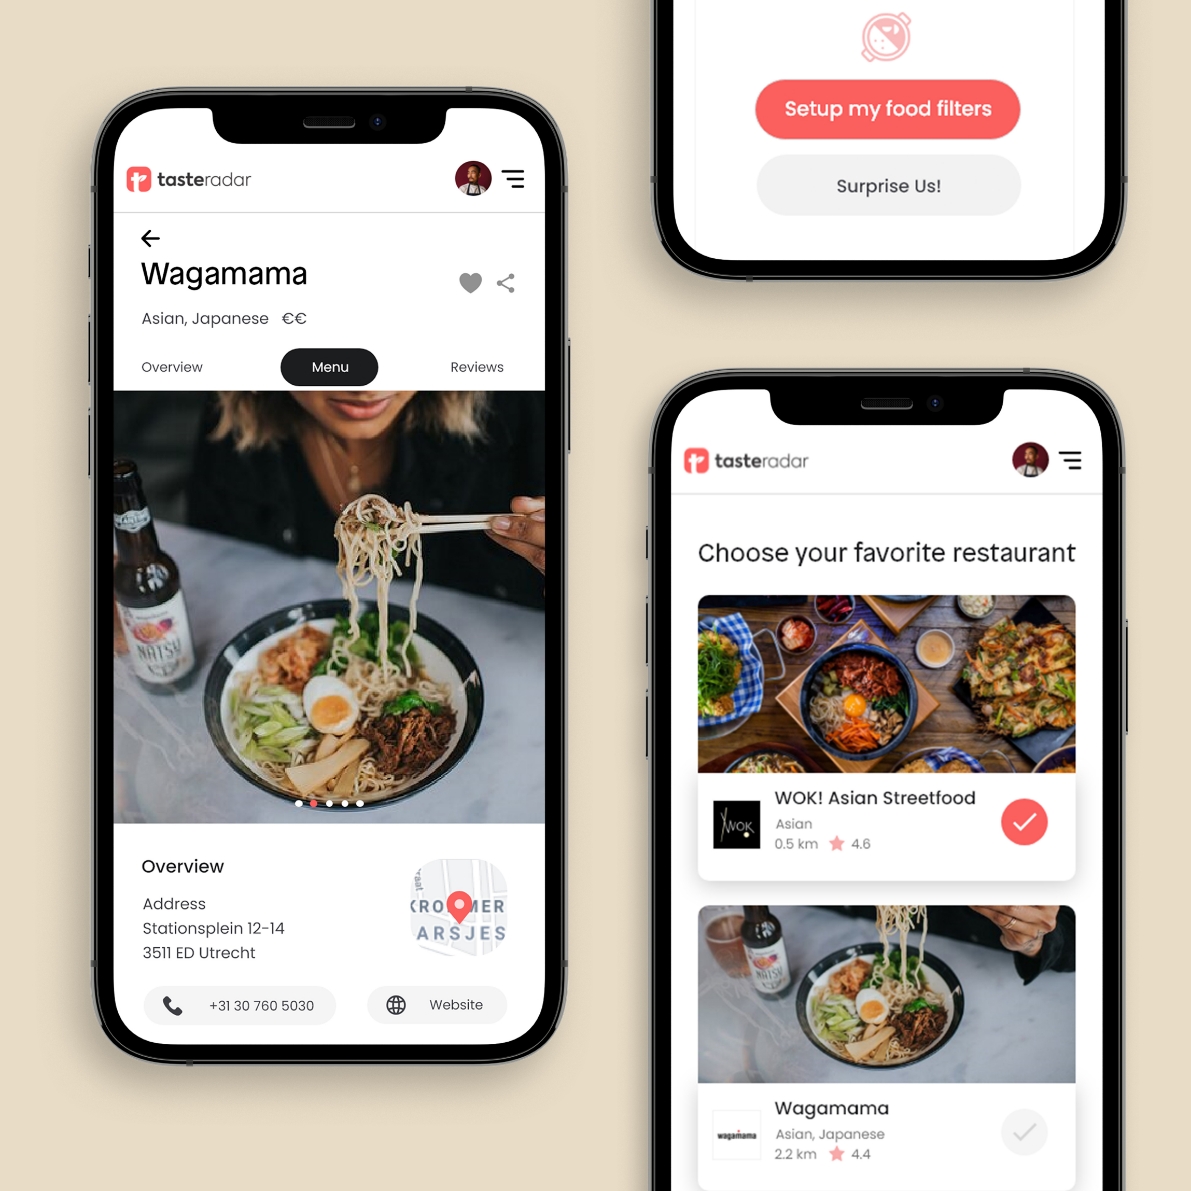 tasteradar
Wagamama
Asian, Japanese €€
Overview
Menu
Reviews
NATSU
Overview
Address
Stationsplein 12-14
3511 ED Utrecht
ARSJES
+31 30 760 5030
Website
Setup my food filters
Surprise Us!
tasteradar
Choose your favorite restaurant
WOK
WOK! Asian Streetfood
Asian
0.5 km 4.6
NATSU
wagamama
Wagamama
Asian, Japanese
2.2 km 4.4